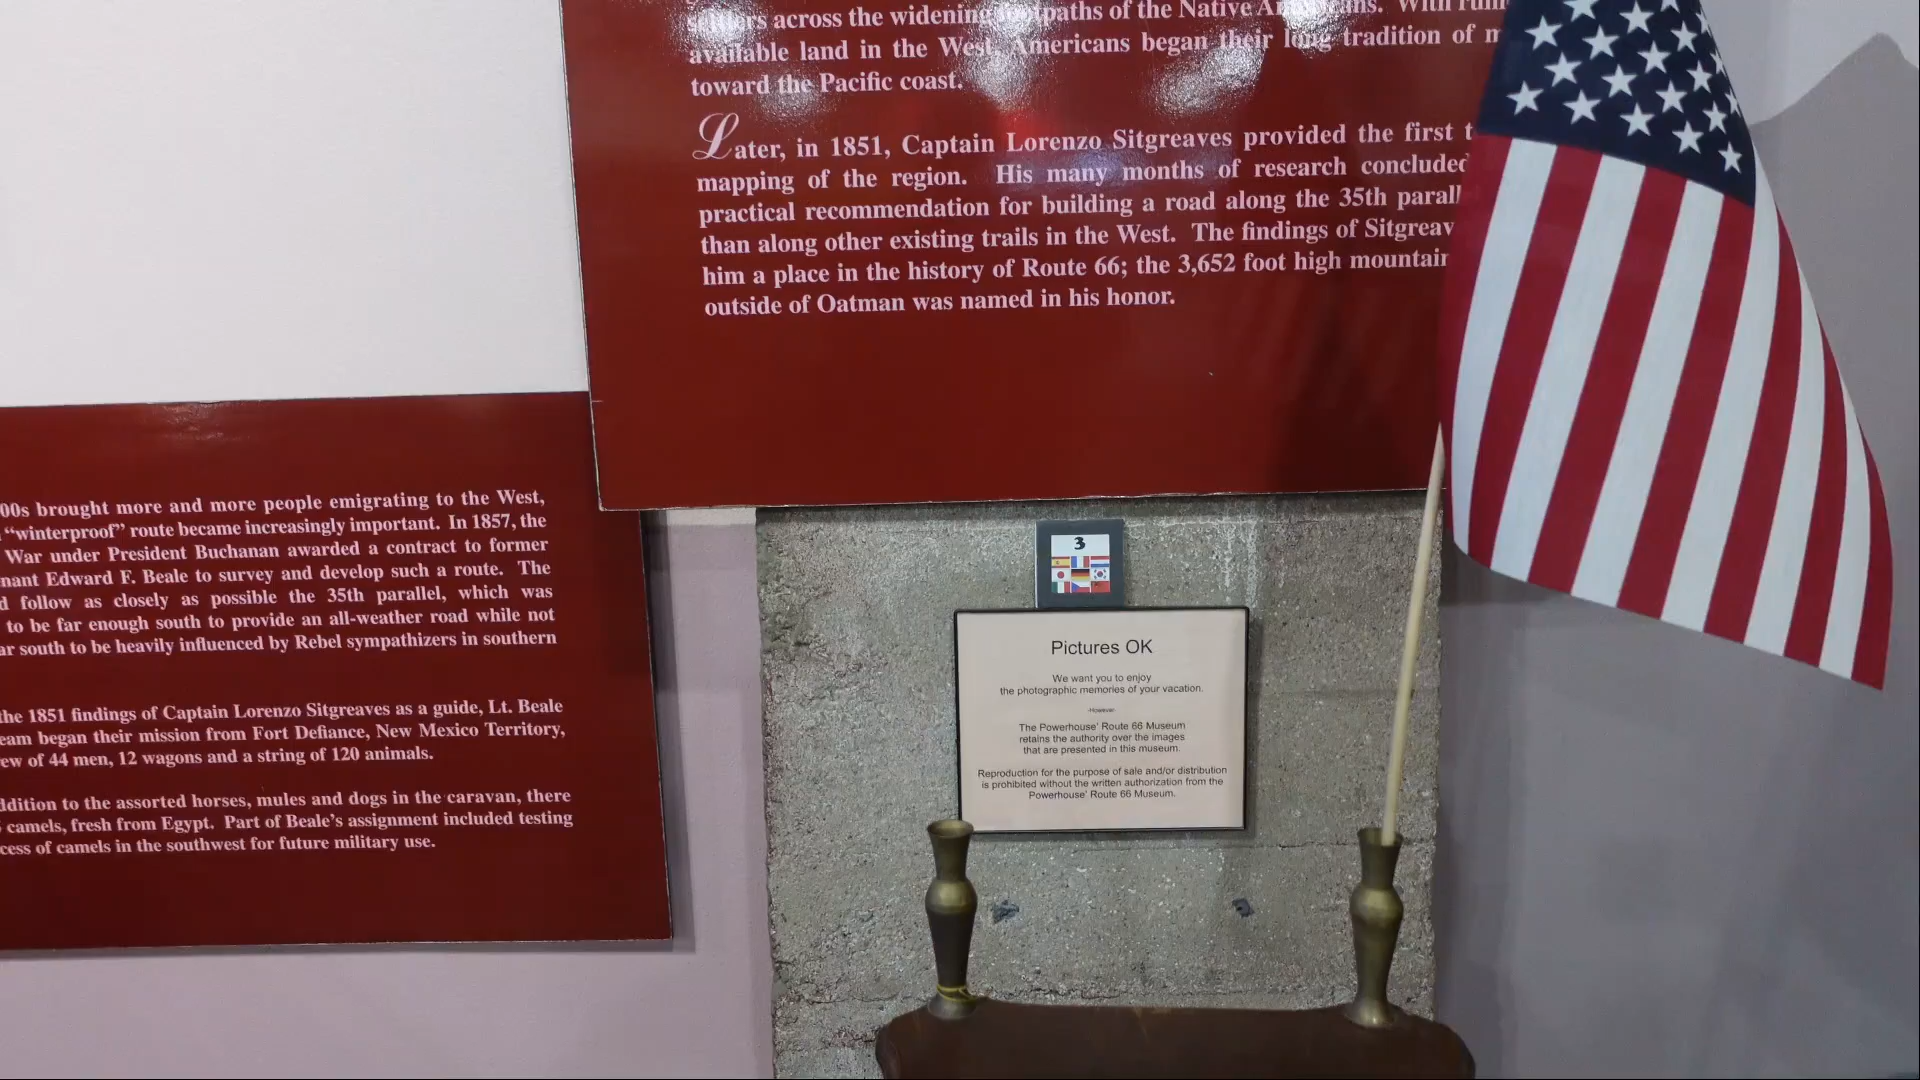 across the widening footpaths of the Native Americans. With
available land in the West, Americans began their long tradition of
toward the Pacific coast.
Later, in 1851, Captain Lorenzo Sitgreaves provided the first t
mapping of the region. His many months of research concluded
practical recommendation for building a road along the 35th parall
than along other existing trails in the West. The findings of Sitgreav
him a place in the history of Route 66; the 3,652 foot high mountain
outside of Oatman was named in his honor.
00s brought more and more people emigrating to the West,
"winterproof" route became increasingly important. In 1857, the
War under President Buchanan awarded a contract to former
nant Edward F. Beale to survey and develop such a route. The
d follow as closely as possible the 35th parallel, which was
to be far enough south to provide an all-weather road while not
ar south to be heavily influenced by Rebel sympathizers in southern
the 1851 findings of Captain Lorenzo Sitgreaves as a guide, Lt. Beale
eam began their mission from Fort Defiance, New Mexico Territory,
ew of 44 men, 12 wagons and a string of 120 animals.
ddition to the assorted horses, mules and dogs in the caravan, there
camels, fresh from Egypt. Part of Beale's assignment included testing
cess of camels in the southwest for future military use.
3
Pictures OK
We want you to enjoy
the photographic memories of your vacation.
-However-
The Powerhouse' Route 66 Museum
retains the authority over the images
that are presented in this museum.
Reproduction for the purpose of sale and/or distribution
is prohibited without the written authorization from the
Powerhouse' Route 66 Museum.